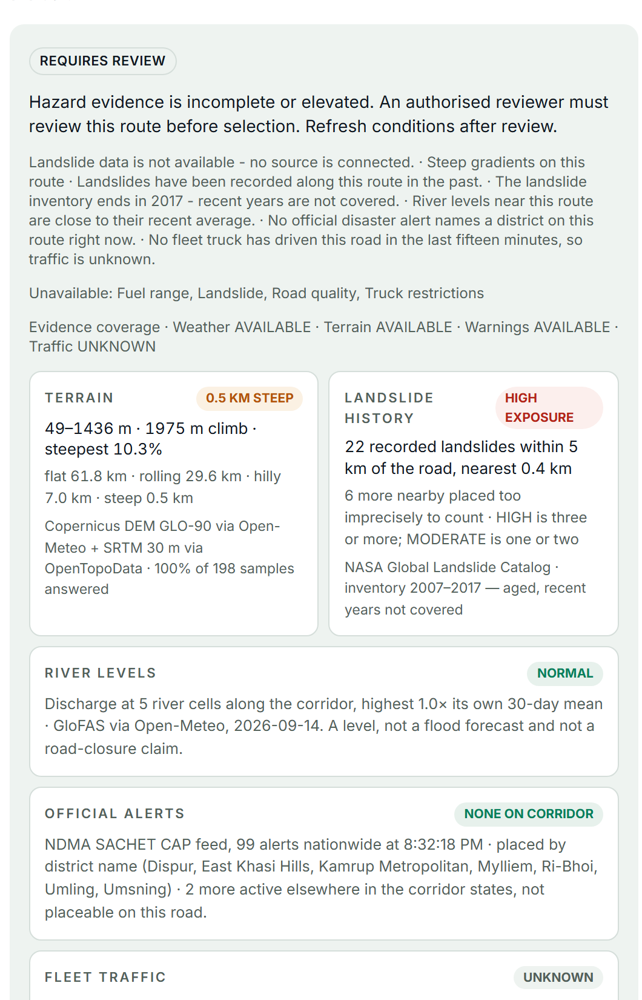 REQUIRES REVIEW
Hazard evidence is incomplete or elevated. An authorised reviewer must
review this route before selection. Refresh conditions after review.
Landslide data is not available - no source is connected. · Steep gradients on this
route · Landslides have been recorded along this route in the past. · The landslide
inventory ends in 2017 - recent years are not covered. · River levels near this route
are close to their recent average. · No official disaster alert names a district on this
route right now. · No fleet truck has driven this road in the last fifteen minutes, so
traffic is unknown.
Unavailable: Fuel range, Landslide, Road quality, Truck restrictions
Evidence coverage · Weather AVAILABLE · Terrain AVAILABLE · Warnings AVAILABLE ·
Traffic UNKNOWN
TERRAIN
0.5 KM STEEP
49–1436 m · 1975 m climb ·
steepest 10.3%
flat 61.8 km · rolling 29.6 km · hilly
7.0 km · steep 0.5 km
Copernicus DEM GLO-90 via Open-
Meteo + SRTM 30 m via
OpenTopoData · 100% of 198 samples
answered
LANDSLIDE
HISTORY
HIGH
EXPOSURE
22 recorded landslides within 5
km of the road, nearest 0.4 km
6 more nearby placed too
imprecisely to count · HIGH is three
or more; MODERATE is one or two
NASA Global Landslide Catalog ·
inventory 2007–2017 — aged, recent
years not covered
RIVER LEVELS
NORMAL
Discharge at 5 river cells along the corridor, highest 1.0× its own 30-day mean
· GloFAS via Open-Meteo, 2026-09-14. A level, not a flood forecast and not a
road-closure claim.
OFFICIAL ALERTS
NONE ON CORRIDOR
NDMA SACHET CAP feed, 99 alerts nationwide at 8:32:18 PM · placed by
district name (Dispur, East Khasi Hills, Kamrup Metropolitan, Mylliem, Ri-Bhoi,
Umling, Umsning) · 2 more active elsewhere in the corridor states, not
placeable on this road.
FLEET TRAFFIC
UNKNOWN